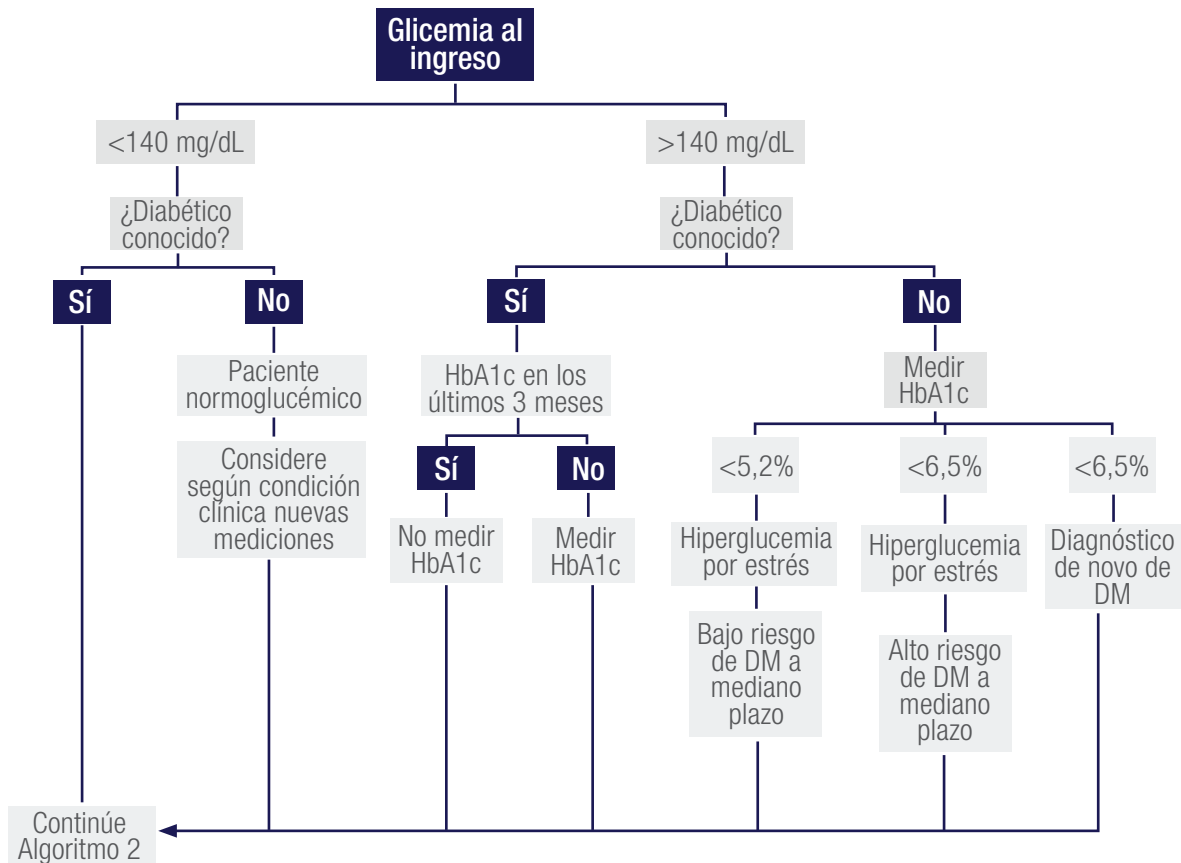 Glicemia al
ingreso
<140 mg/dL
>140 mg/dL
¿Diabético
conocido?
¿Diabético
conocido?
Sí
No
Sí
No
Paciente
normoglucémico
HbA1c en los
últimos 3 meses
Medir
HbA1c
Considere
según condición
clínica nuevas
mediciones
Sí
No
<5,2%
<6,5%
<6,5%
No medir
HbA1c
Medir
HbA1c
Hiperglucemia
por estrés
Hiperglucemia
por estrés
Diagnóstico
de novo de
DM
Bajo riesgo
de DM a
mediano
plazo
Alto riesgo
de DM a
mediano
plazo
Continúe
Algoritmo 2